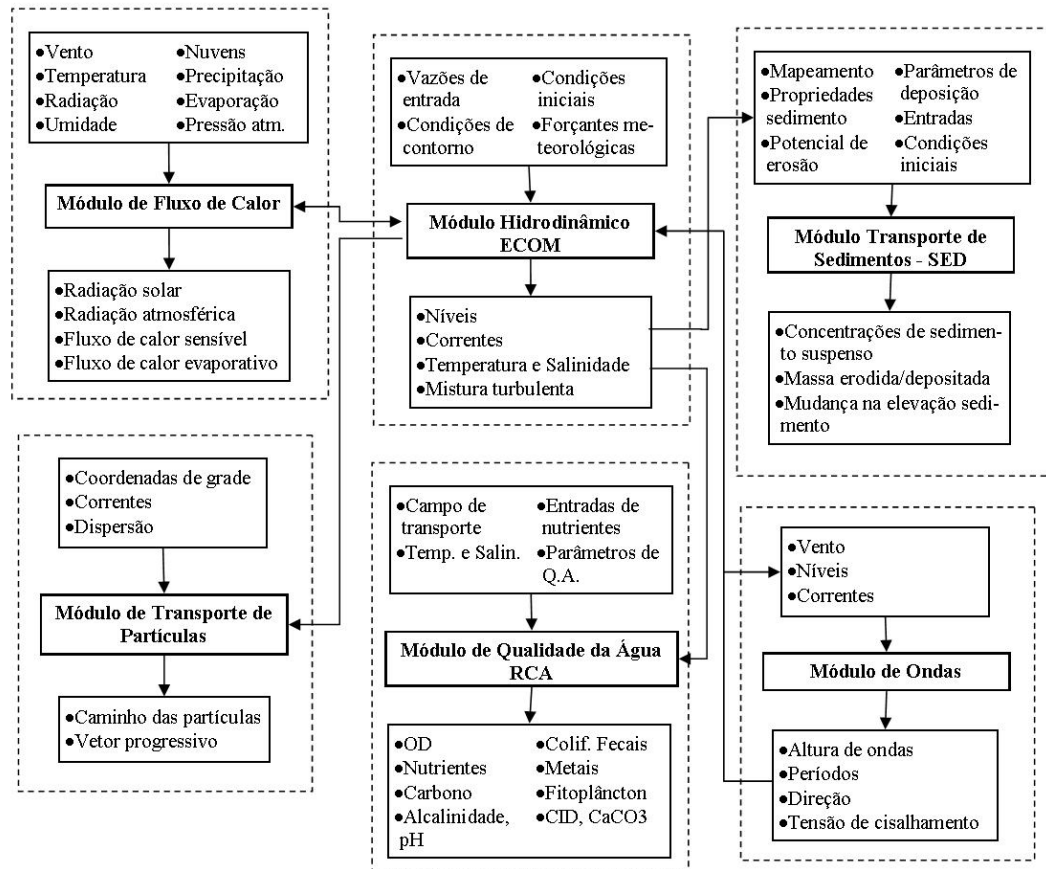 ●Vento ●Nuvens
●Temperatura ●Precipitação
●Radiação ●Evaporação
●Umidade ●Pressão atm.
Módulo de Fluxo de Calor
●Radiação solar
●Radiação atmosférica
●Fluxo de calor sensível
●Fluxo de calor evaporativo
●Vazões de ●Condições
entrada iniciais
●Condições de ●Forçantes me-
contorno teorológicas
Módulo Hidrodinâmico
ECOM
●Níveis
●Correntes
●Temperatura e Salinidade
●Mistura turbulenta
●Mapeamento ●Parâmetros de
●Propriedades deposição
sedimento ●Entradas
●Potencial de ●Condições
erosão iniciais
Módulo Transporte de
Sedimentos - SED
●Concentrações de sedimen-
to suspenso
●Massa erodida/depositada
●Mudança na elevação sedi-
mento
●Coordenadas de grade
●Correntes
●Dispersão
Módulo de Transporte de
Partículas
●Caminho das partículas
●Vetor progressivo
●Campo de ●Entradas de
transporte nutrientes
●Temp. e Salin. ●Parâmetros de
Q.A.
Módulo de Qualidade da Água
RCA
●OD ●Colif. Fecais
●Nutrientes ●Metais
●Carbono ●Fitoplâncton
●Alcalinidade, ●CID, CaCO3
pH
●Vento
●Níveis
●Correntes
Módulo de Ondas
●Altura de ondas
●Períodos
●Direção
●Tensão de cisalhamento